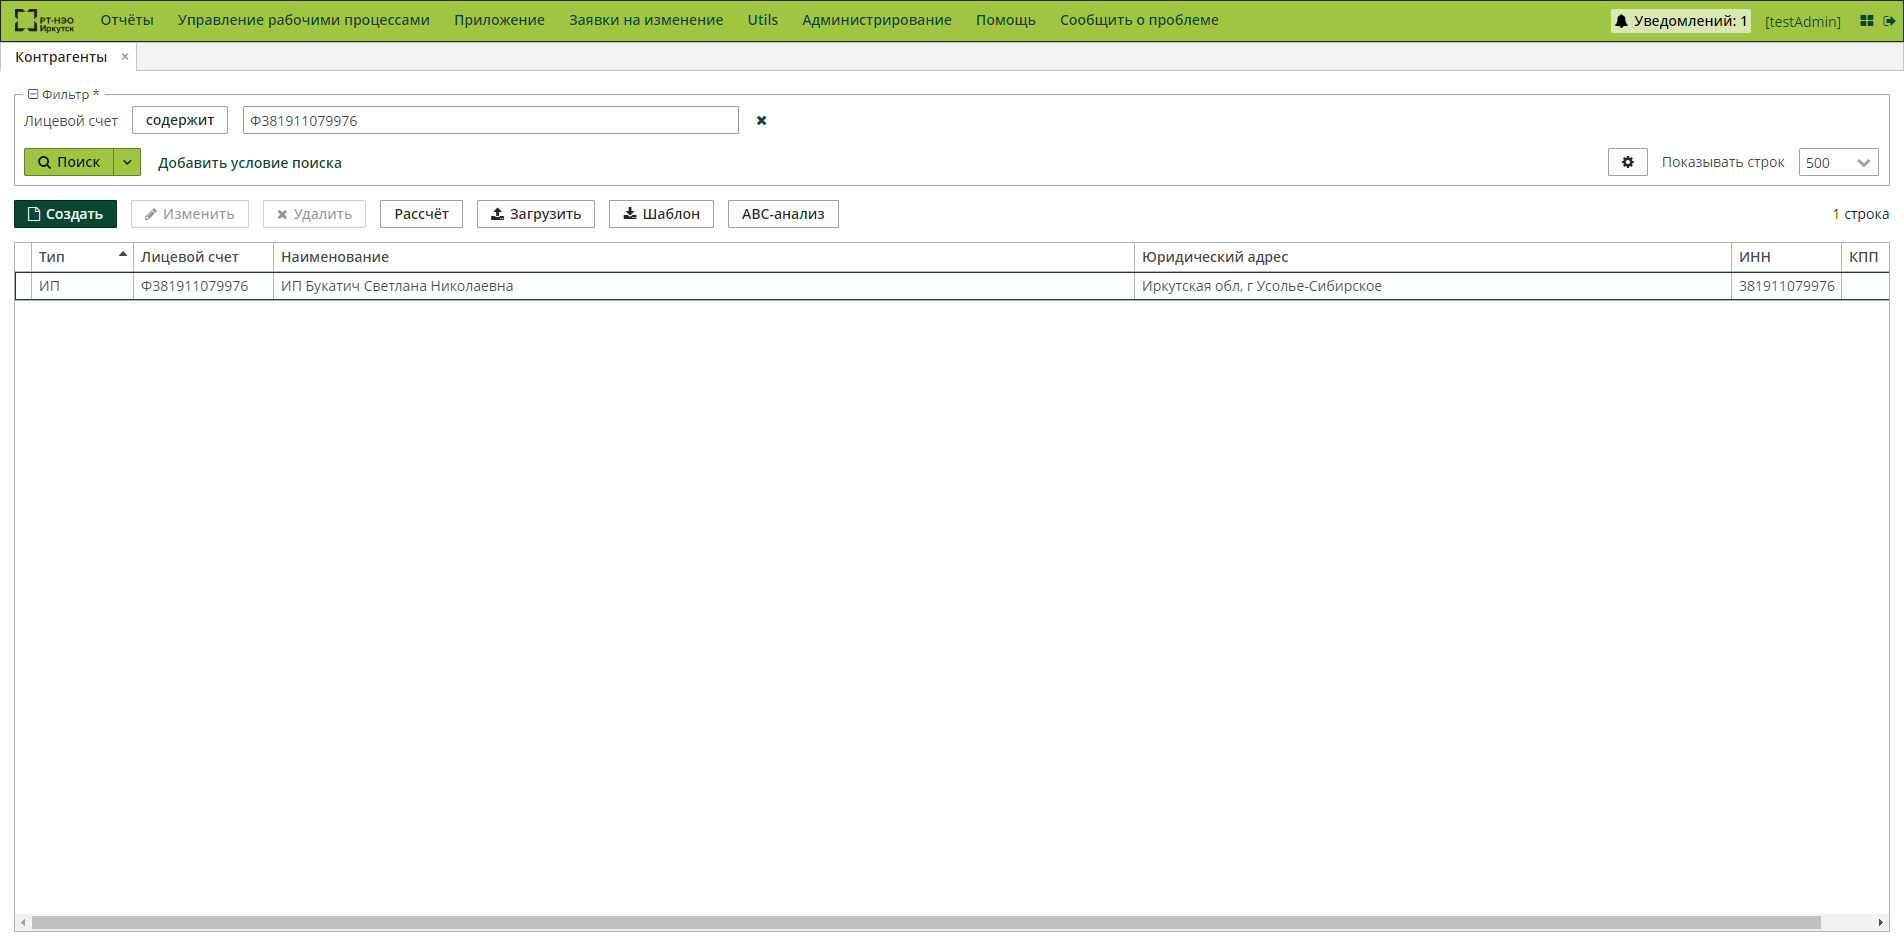 РТ-НЭО Иркутск Отчёты Управление рабочими процессами Приложение Заявки на изменение Utils Администрирование Помощь Сообщить о проблеме Уведомлений: 1 [testAdmin]
Контрагенты ×
Фильтр *
Лицевой счет содержит Ф381911079976
Поиск Добавить условие поиска Показывать строк 500
Создать Изменить Удалить Рассчёт Загрузить Шаблон АВС-анализ 1 строка
Тип Лицевой счет Наименование Юридический адрес ИНН КПП
ИП Ф381911079976 ИП Букатич Светлана Николаевна Иркутская обл, г Усолье-Сибирское 381911079976